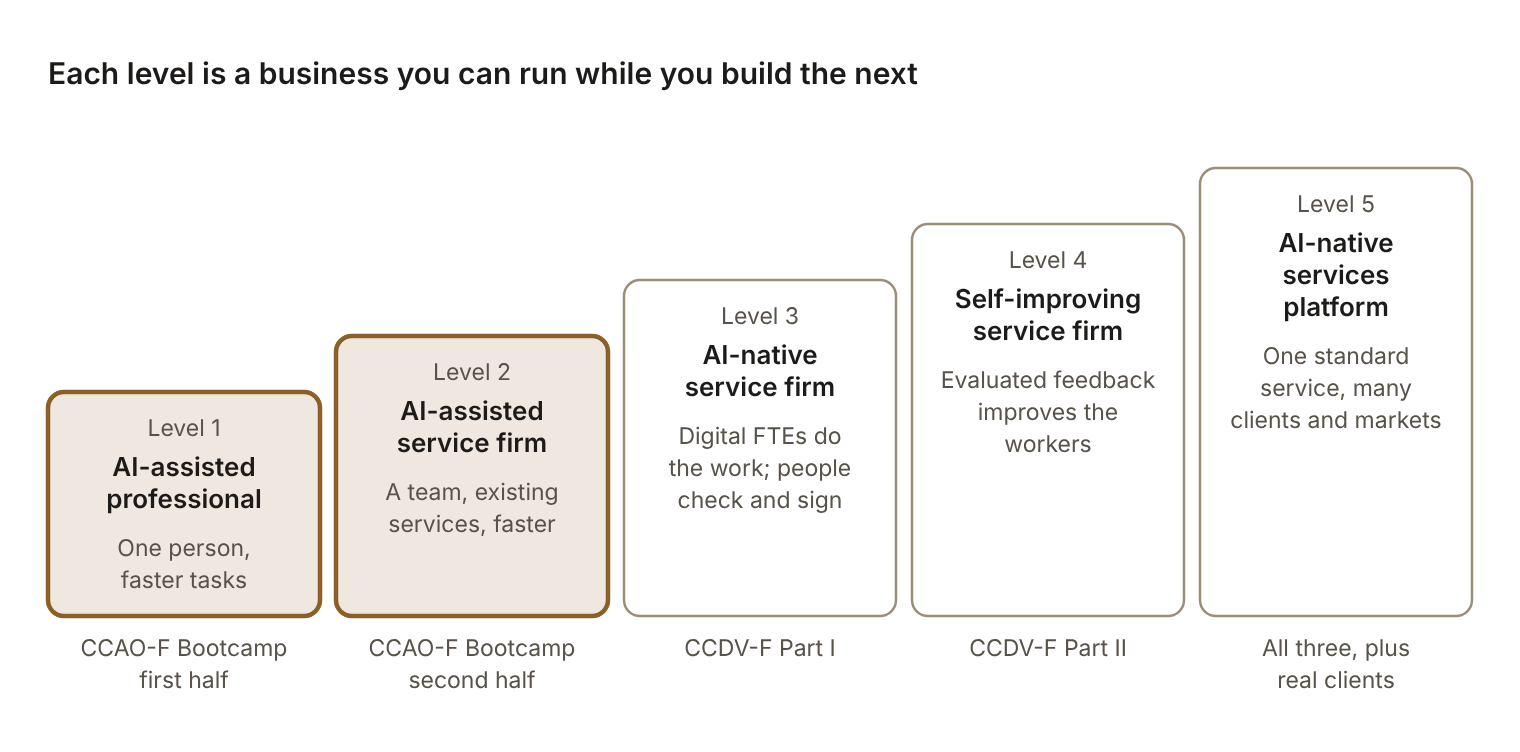 Each level is a business you can run while you build the next
Level 1
AI-assisted
professional
One person,
faster tasks
CCAO-F Bootcamp
first half
Level 2
AI-assisted
service firm
A team, existing
services, faster
CCAO-F Bootcamp
second half
Level 3
AI-native
service firm
Digital FTEs do
the work; people
check and sign
CCDV-F Part I
Level 4
Self-improving
service firm
Evaluated feedback
improves the
workers
CCDV-F Part II
Level 5
AI-native
services
platform
One standard
service, many
clients and markets
All three, plus
real clients